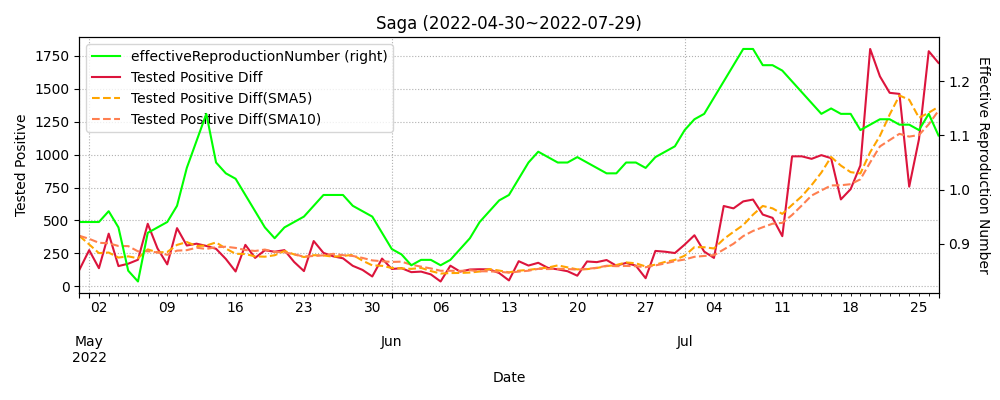 Saga (2022-04-30~2022-07-29)
effectiveReproductionNumber (right)
Tested Positive Diff
Tested Positive Diff(SMA5)
Tested Positive Diff(SMA10)
Tested Positive
1750
1500
1250
1000
750
500
250
0
1.2
1.1
1.0
0.9
Effective Reproduction Number
02 09 16 23 30 06 13 20 27 04 11 18 25
May Jun Jul
2022
Date